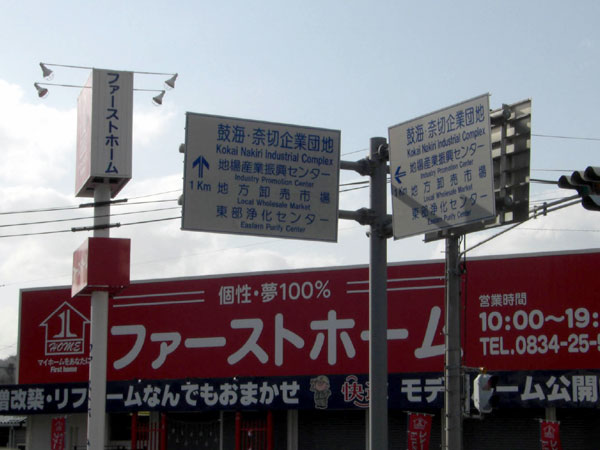 ファーストホーム
鼓海・奈切企業団地
Kokai Nakiri Industrial Complex
地場産業振興センター
Industry Promotion Center
1 Km
地方卸売市場
Local Wholesale Market
東部浄化センター
Eastern Purify Center
鼓海・奈切企業団地
Kokai Nakiri Industrial Complex
地場産業振興センター
Industry Promotion Center
1 Km
地方卸売市場
Local Wholesale Market
東部浄化センター
Eastern Purify Center
個性・夢100%
ファーストホーム
1
HOME
マイホームをあなたに
First home
営業時間
10:00〜19:
TEL.0834-25-
増改築・リフォームなんでもおまかせ